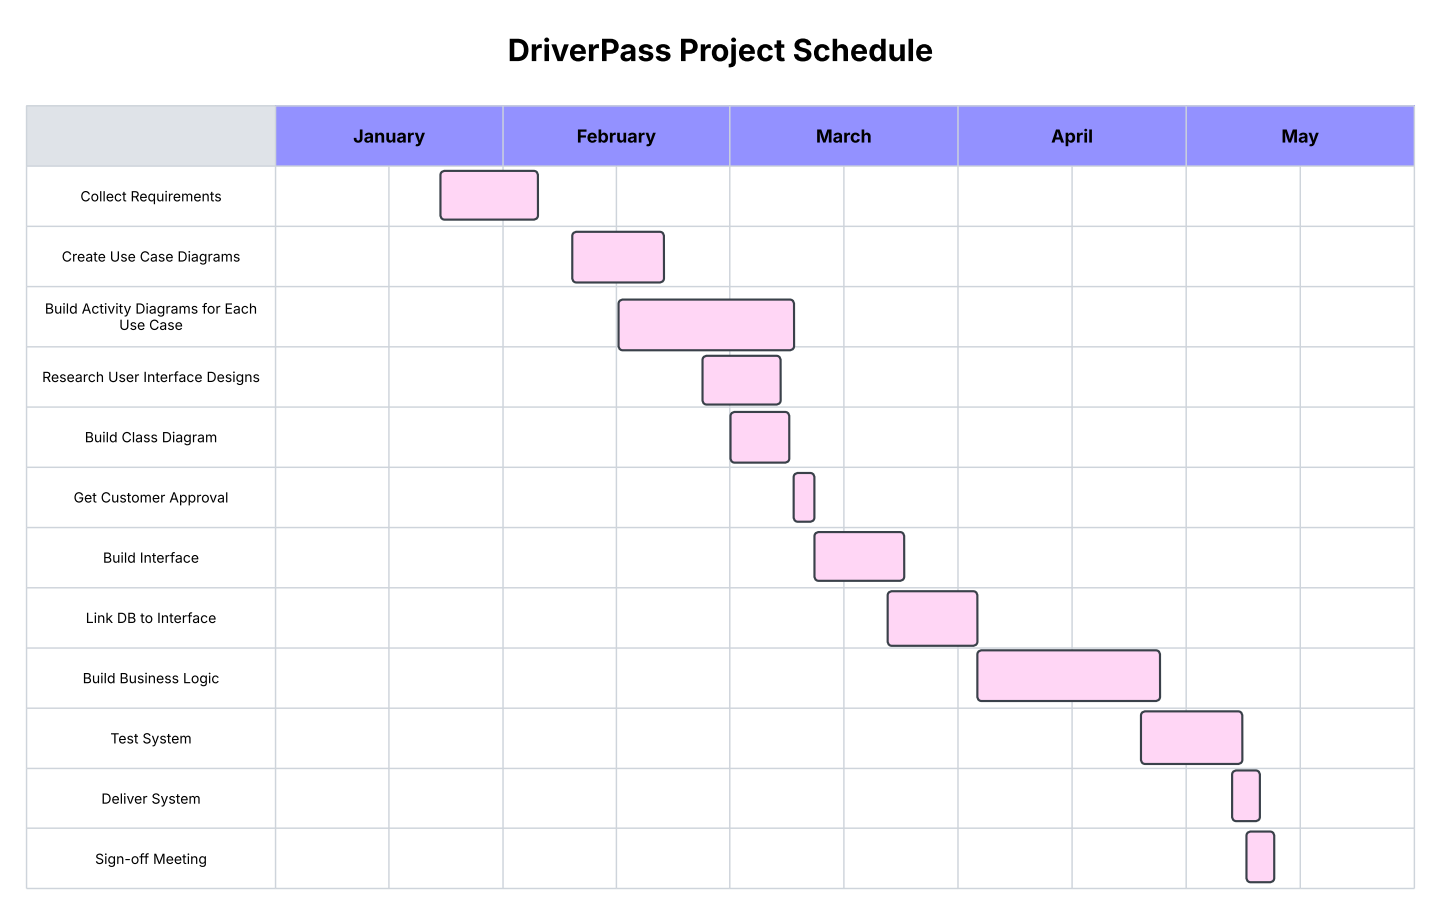 DriverPass Project Schedule
January
February
March
April
May
Collect Requirements
Create Use Case Diagrams
Build Activity Diagrams for Each
Use Case
Research User Interface Designs
Build Class Diagram
Get Customer Approval
Build Interface
Link DB to Interface
Build Business Logic
Test System
Deliver System
Sign-off Meeting